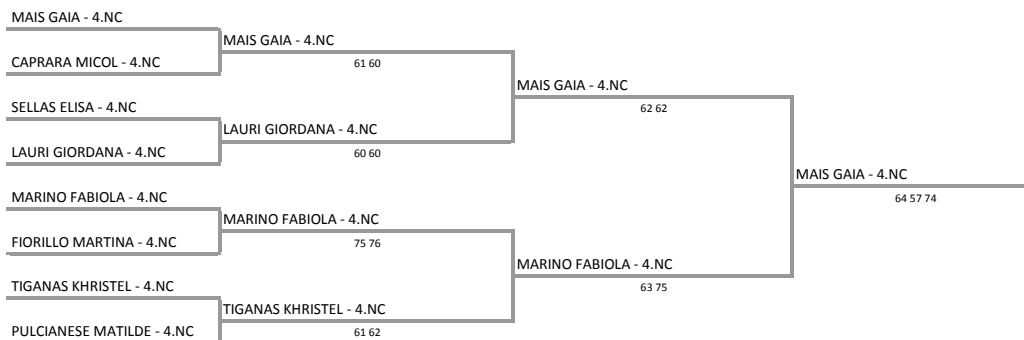 MAIS GAIA - 4.NC
MAIS GAIA - 4.NC
CAPRARA MICOL - 4.NC
61 60
MAIS GAIA - 4.NC
SELLAS ELISA - 4.NC
62 62
LAURI GIORDANA - 4.NC
LAURI GIORDANA - 4.NC
60 60
MAIS GAIA - 4.NC
MARINO FABIOLA - 4.NC
64 57 74
MARINO FABIOLA - 4.NC
FIORILLO MARTINA - 4.NC
75 76
MARINO FABIOLA - 4.NC
TIGANAS KHRISTEL - 4.NC
63 75
TIGANAS KHRISTEL - 4.NC
PULCIANESE MATILDE - 4.NC
61 62